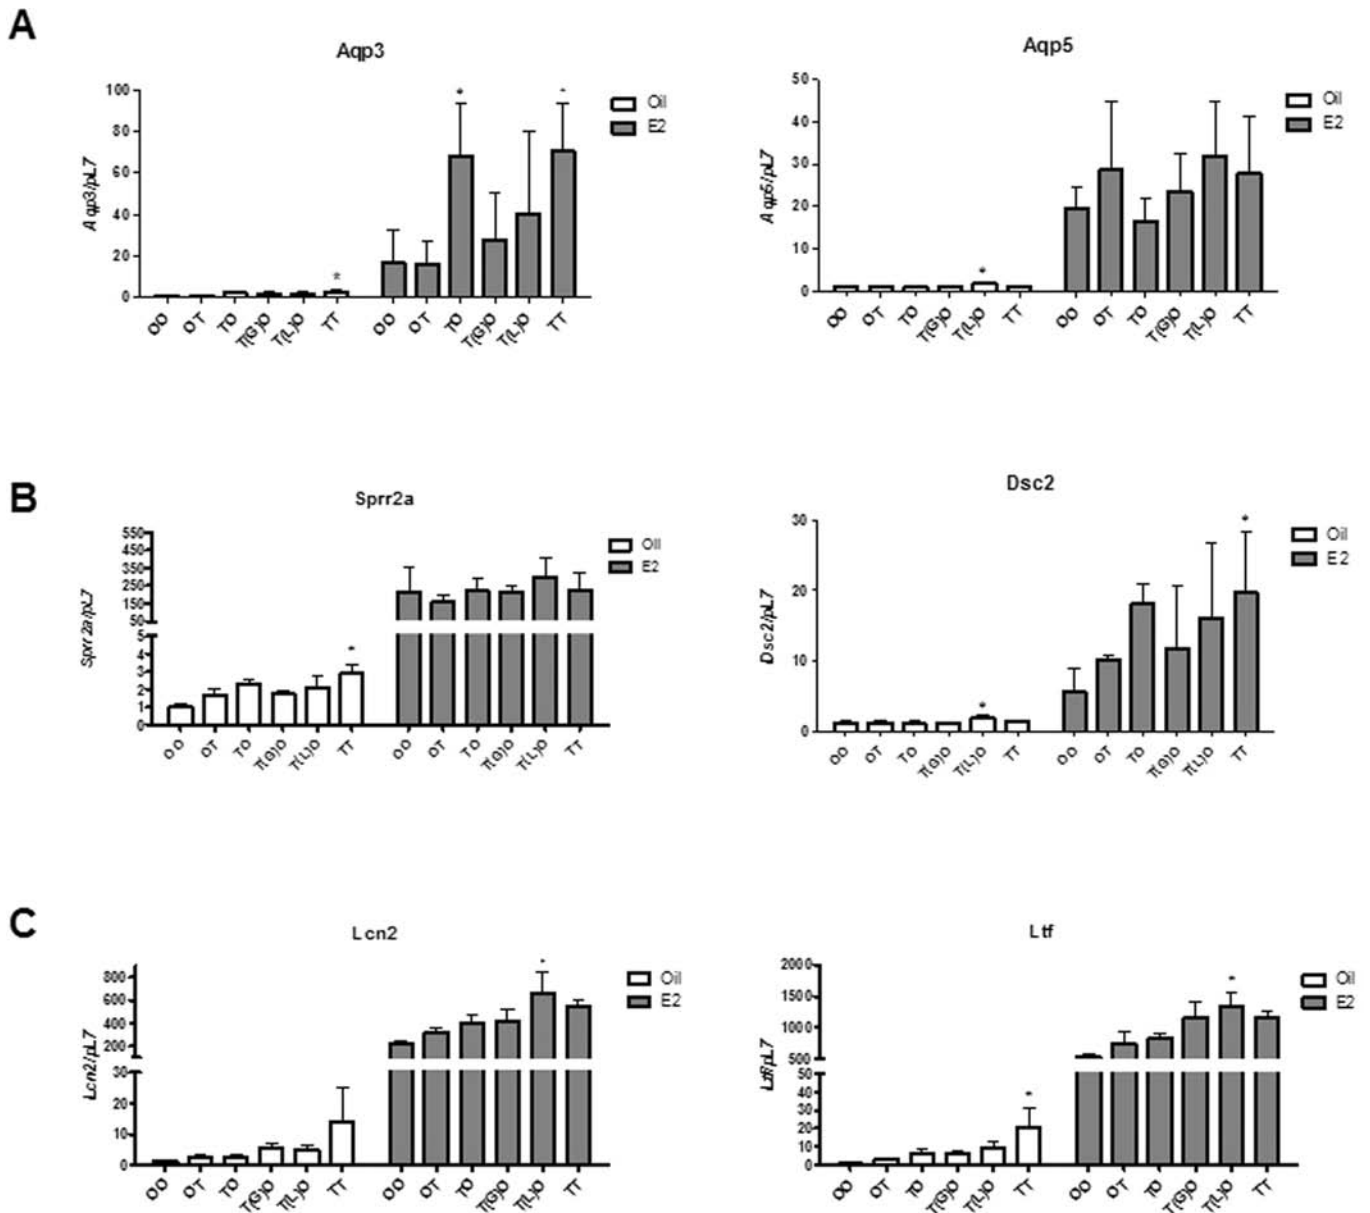 A
Aqp3
Aqp3/pL7
100
80
60
40
20
0
*
*
*
Oil
E2
OO
OT
TO
T(G)O
T(L)O
TT
OO
OT
TO
T(G)O
T(L)O
TT
Aqp5
Aqp5/pL7
50
40
30
20
10
0
*
Oil
E2
OO
OT
TO
T(G)O
T(L)O
TT
OO
OT
TO
T(G)O
T(L)O
TT
B
Sprr2a
Sprr2a/pL7
550
450
350
250
150
50
5
4
3
2
1
0
*
Oil
E2
OO
OT
TO
T(G)O
T(L)O
TT
OO
OT
TO
T(G)O
T(L)O
TT
Dsc2
Dsc2/pL7
30
20
10
0
*
*
Oil
E2
OO
OT
TO
T(G)O
T(L)O
TT
OO
OT
TO
T(G)O
T(L)O
TT
C
Lcn2
Lcn2/pL7
800
600
400
200
30
20
10
0
*
Oil
E2
OO
OT
TO
T(G)O
T(L)O
TT
OO
OT
TO
T(G)O
T(L)O
TT
Ltf
Ltf/pL7
2000
1500
1000
500
50
40
30
20
10
0
*
*
Oil
E2
OO
OT
TO
T(G)O
T(L)O
TT
OO
OT
TO
T(G)O
T(L)O
TT